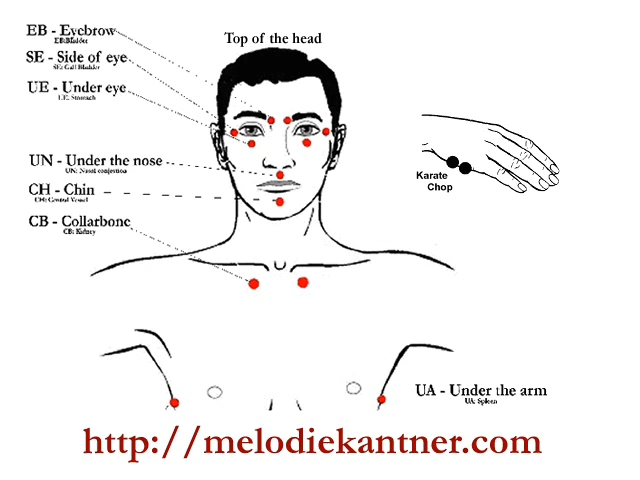 EB - Eyebrow
EB:Bladder
Top of the head
SE - Side of eye
SE: Gall Bladder
UE - Under eye
UE: Stomach
UN - Under the nose
CH - Chin
CH: Central Vessel
CB - Collarbone
CB: Kidney
Karate
Chop
UA - Under the arm
UA: Spleen
http://melodiekantner.com